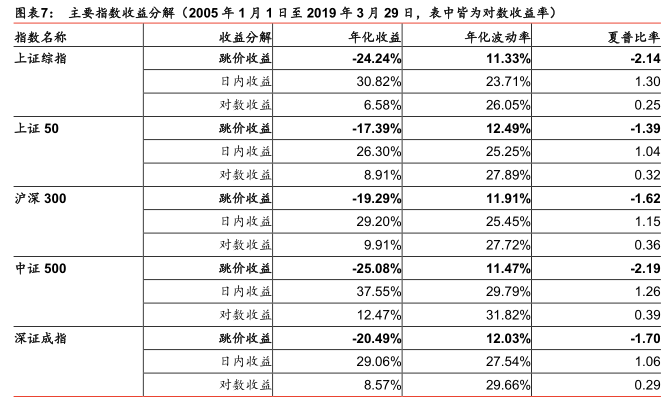 图表7： 主要指数收益分解（2005 年 1 月 1 日至 2019 年 3 月 29 日，表中皆为对数收益率）
指数名称 收益分解 年化收益 年化波动率 夏普比率
上证综指 跳价收益 -24.24% 11.33% -2.14
日内收益 30.82% 23.71% 1.30
对数收益 6.58% 26.05% 0.25
上证 50 跳价收益 -17.39% 12.49% -1.39
日内收益 26.30% 25.25% 1.04
对数收益 8.91% 27.89% 0.32
沪深 300 跳价收益 -19.29% 11.91% -1.62
日内收益 29.20% 25.45% 1.15
对数收益 9.91% 27.72% 0.36
中证 500 跳价收益 -25.08% 11.47% -2.19
日内收益 37.55% 29.79% 1.26
对数收益 12.47% 31.82% 0.39
深证成指 跳价收益 -20.49% 12.03% -1.70
日内收益 29.06% 27.54% 1.06
对数收益 8.57% 29.66% 0.29